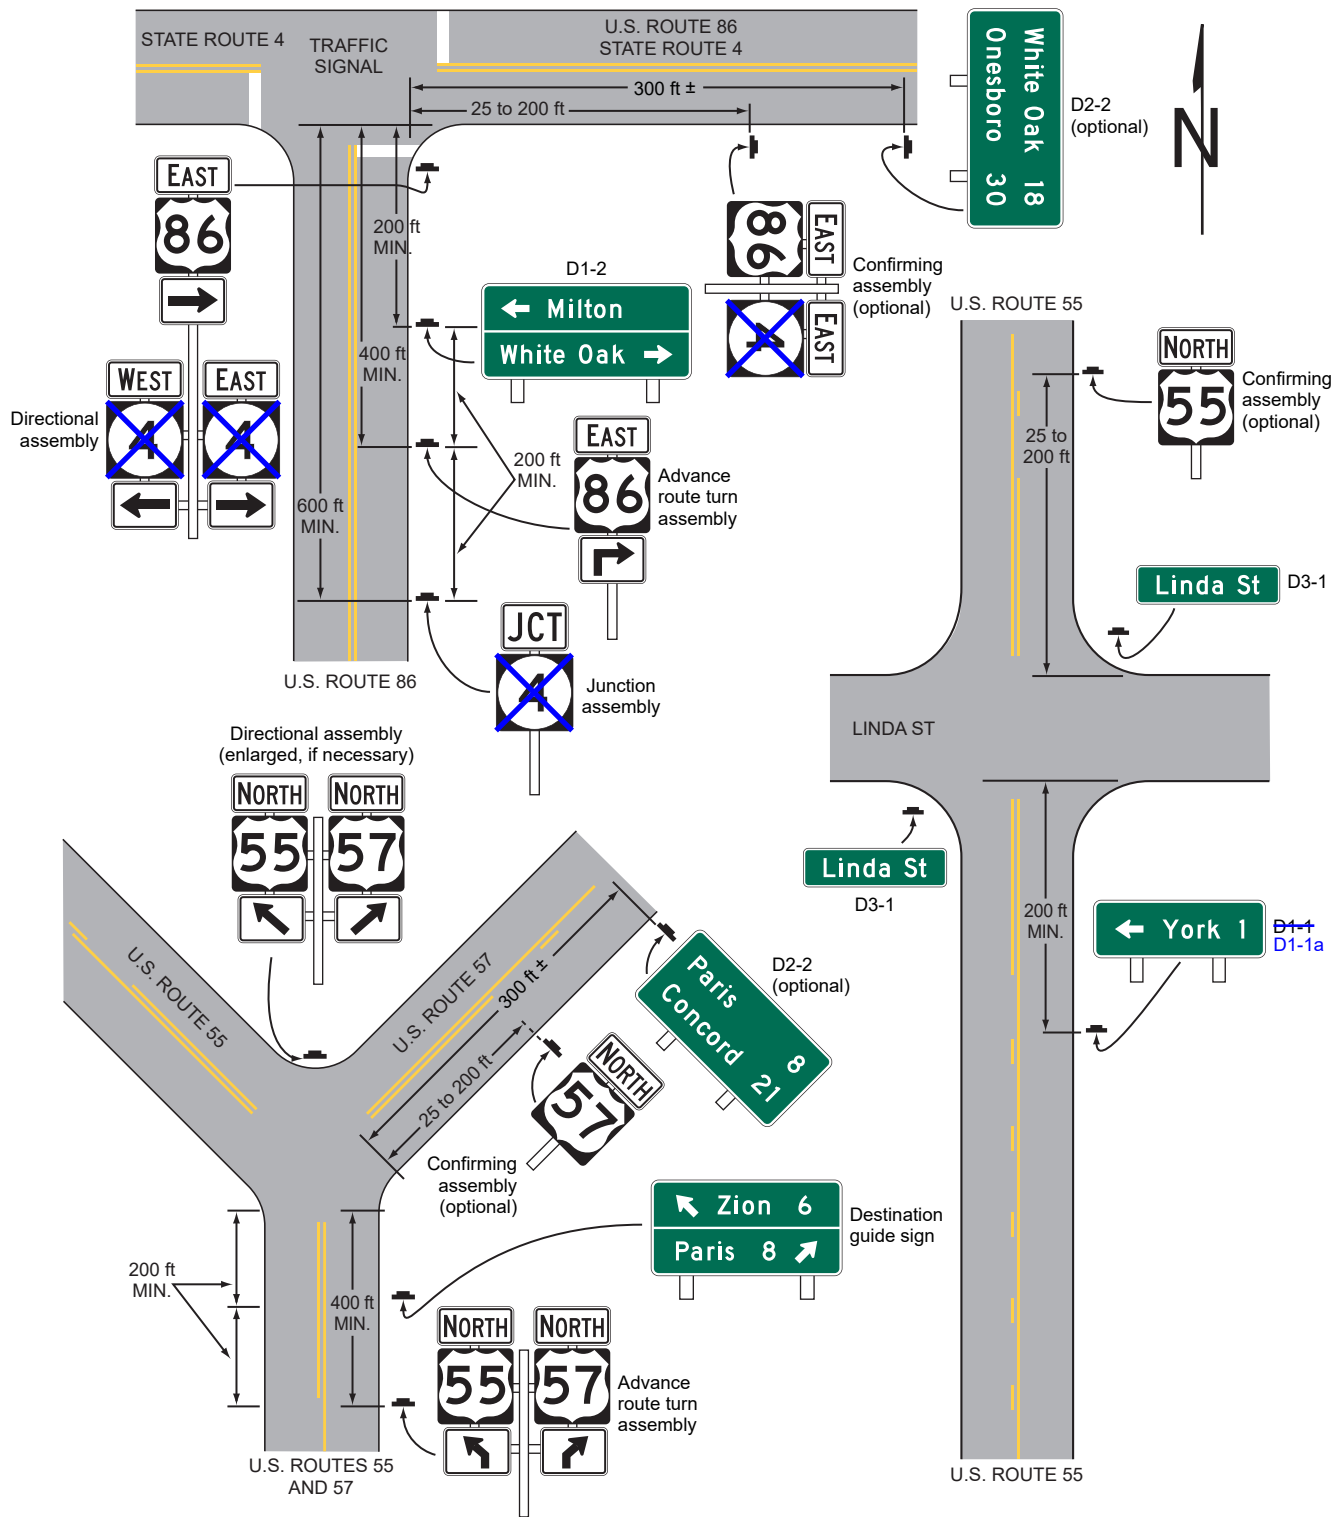 STATE ROUTE 4
TRAFFIC
SIGNAL
U.S. ROUTE 86
STATE ROUTE 4
300 ft ±
25 to 200 ft
White Oak 18
Onesboro 30
D2-2
(optional)
N
EAST
86
200 ft
MIN.
400 ft
MIN.
600 ft
MIN.
WEST
4
EAST
4
Directional
assembly
D1-2
Milton
White Oak
86
EAST
4
EAST
Confirming
assembly
(optional)
200 ft
MIN.
EAST
86
Advance
route turn
assembly
JCT
4
Junction
assembly
U.S. ROUTE 86
U.S. ROUTE 55
NORTH
55
Confirming
assembly
(optional)
25 to
200 ft
Linda St
D3-1
LINDA ST
Linda St
D3-1
200 ft
MIN.
York 1
D1-1
D1-1a
U.S. ROUTE 55
Directional assembly
(enlarged, if necessary)
NORTH
55
NORTH
57
U.S. ROUTE 55
U.S. ROUTE 57
300 ft ±
25 to 200 ft
Paris 8
Concord 21
D2-2
(optional)
NORTH
57
Confirming
assembly
(optional)
Zion 6
Paris 8
Destination
guide sign
200 ft
MIN.
400 ft
MIN.
NORTH
55
NORTH
57
Advance
route turn
assembly
U.S. ROUTES 55
AND 57